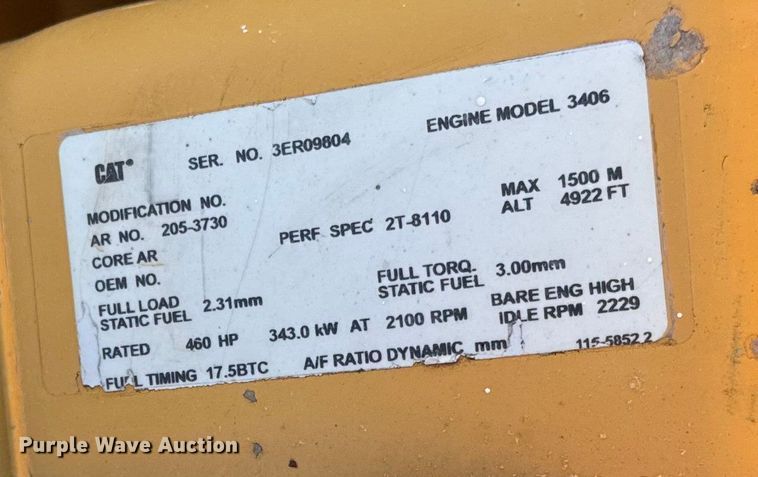 CAT®
SER. NO. 3ER09804
ENGINE MODEL 3406
MODIFICATION NO.
AR NO. 205-3730
PERF SPEC 2T-8110
MAX ALT 1500 M 4922 FT
CORE AR
OEM NO.
FULL LOAD STATIC FUEL 2.31mm
FULL TORQ. STATIC FUEL 3.00mm
RATED 460 HP 343.0 kW AT 2100 RPM
BARE ENG HIGH IDLE RPM 2229
FUEL TIMING 17.5BTC
A/F RATIO DYNAMIC mm
115-5852 2
Purple Wave Auction